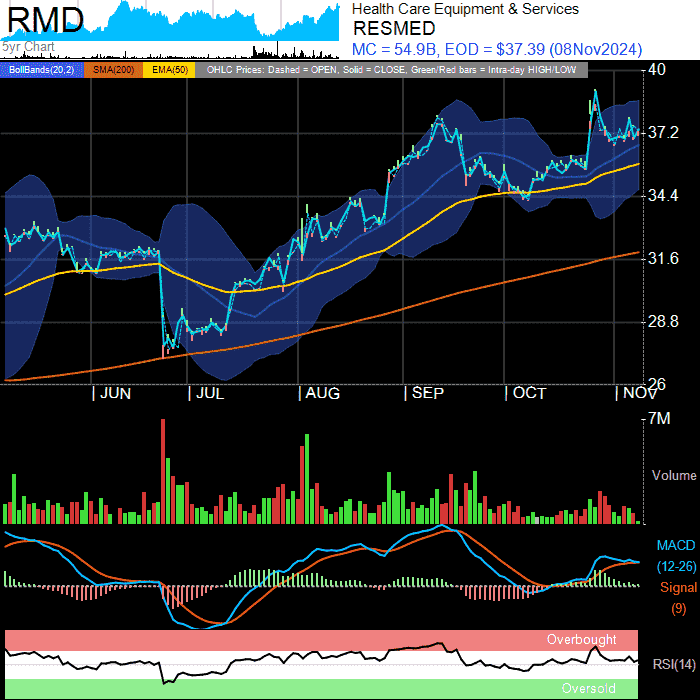 RMD
5yr Chart
Health Care Equipment & Services
RESMED
MC = 54.9B, EOD = $37.39 (08Nov2024)
BollBands(20,2) SMA(200) EMA(50) OHLC Prices: Dashed = OPEN, Solid = CLOSE, Green/Red bars = Intra-day HIGH/LOW
40
37.2
34.4
31.6
28.8
26
| JUN | JUL | AUG | SEP | OCT | NOV
7M
Volume
MACD
(12-26)
Signal
(9)
Overbought
RSI(14)
Oversold